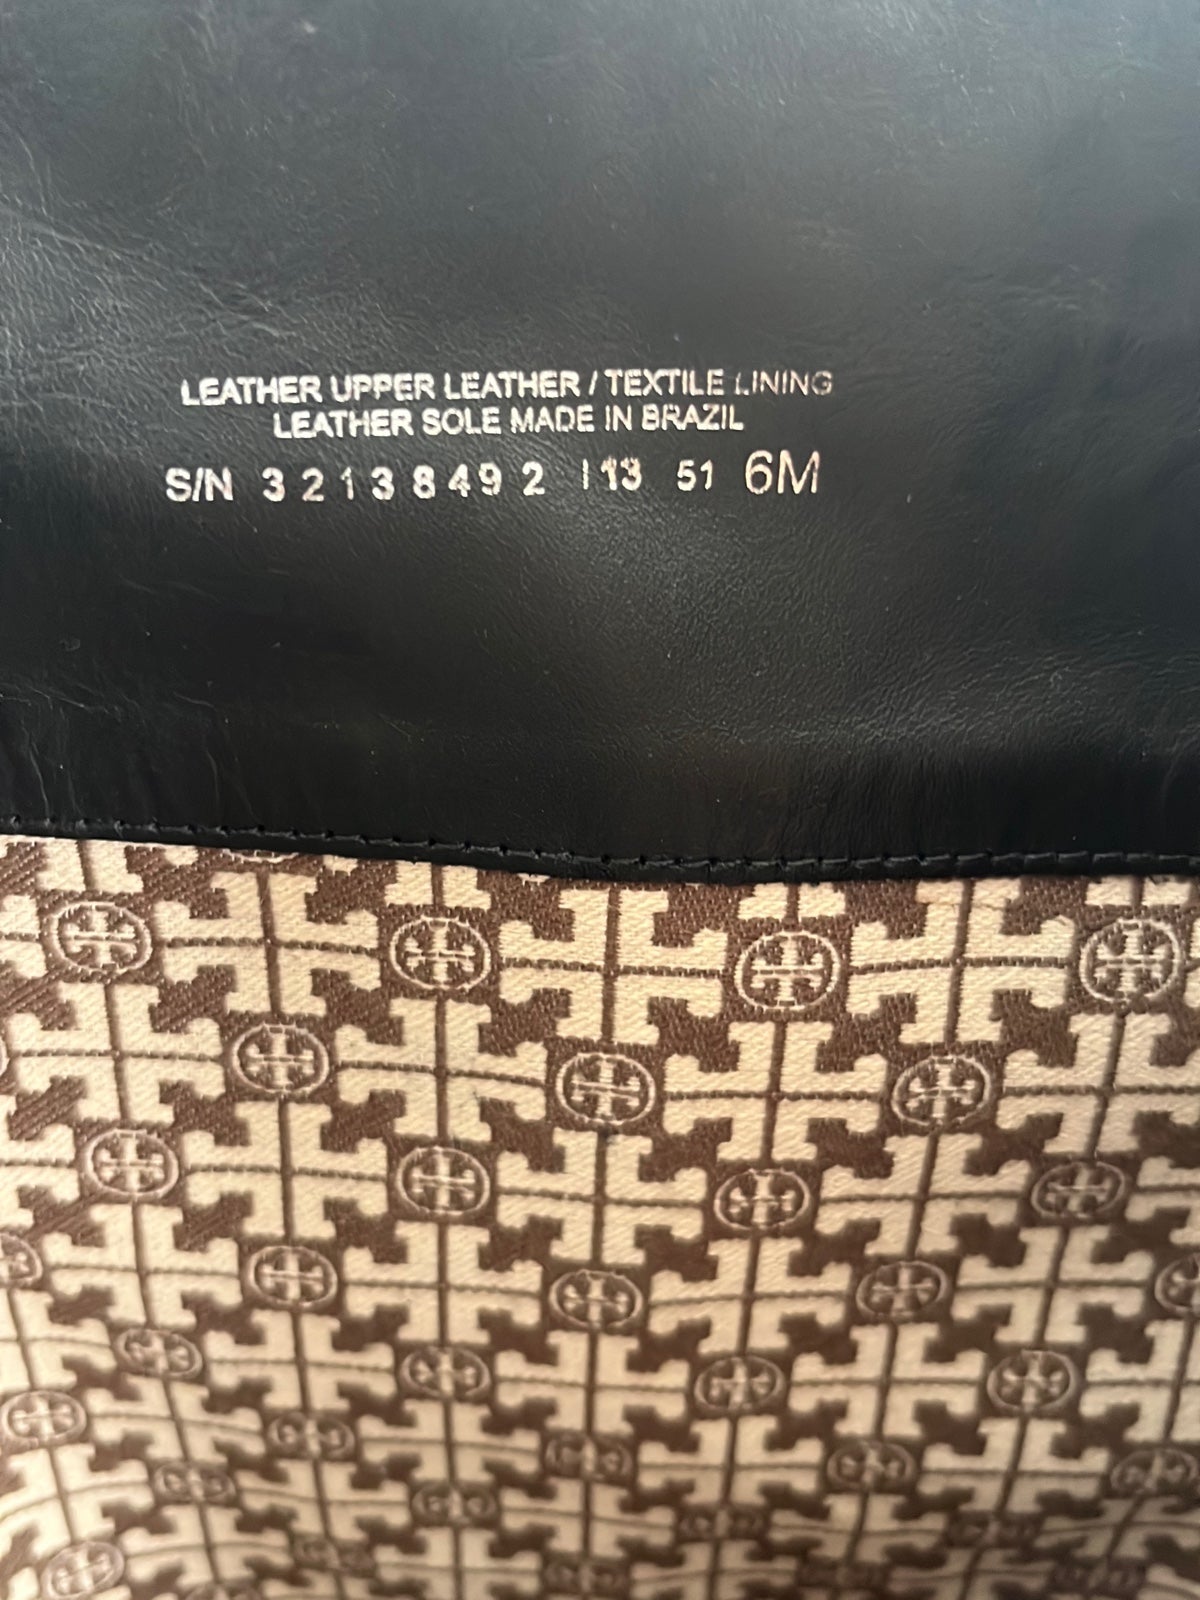 LEATHER UPPER LEATHER / TEXTILE LINING
LEATHER SOLE MADE IN BRAZIL
S/N 3 2 1 3 8 4 9 2 113 51 6M